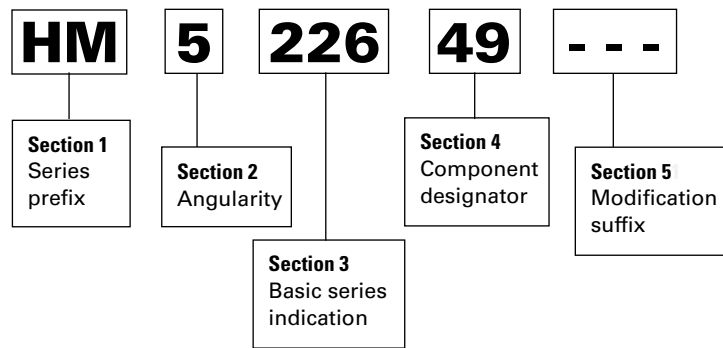 HM 5 226 49 - - -
Section 1
Series
prefix
Section 2
Angularity
Section 3
Basic series
indication
Section 4
Component
designator
Section 5
Modification
suffix